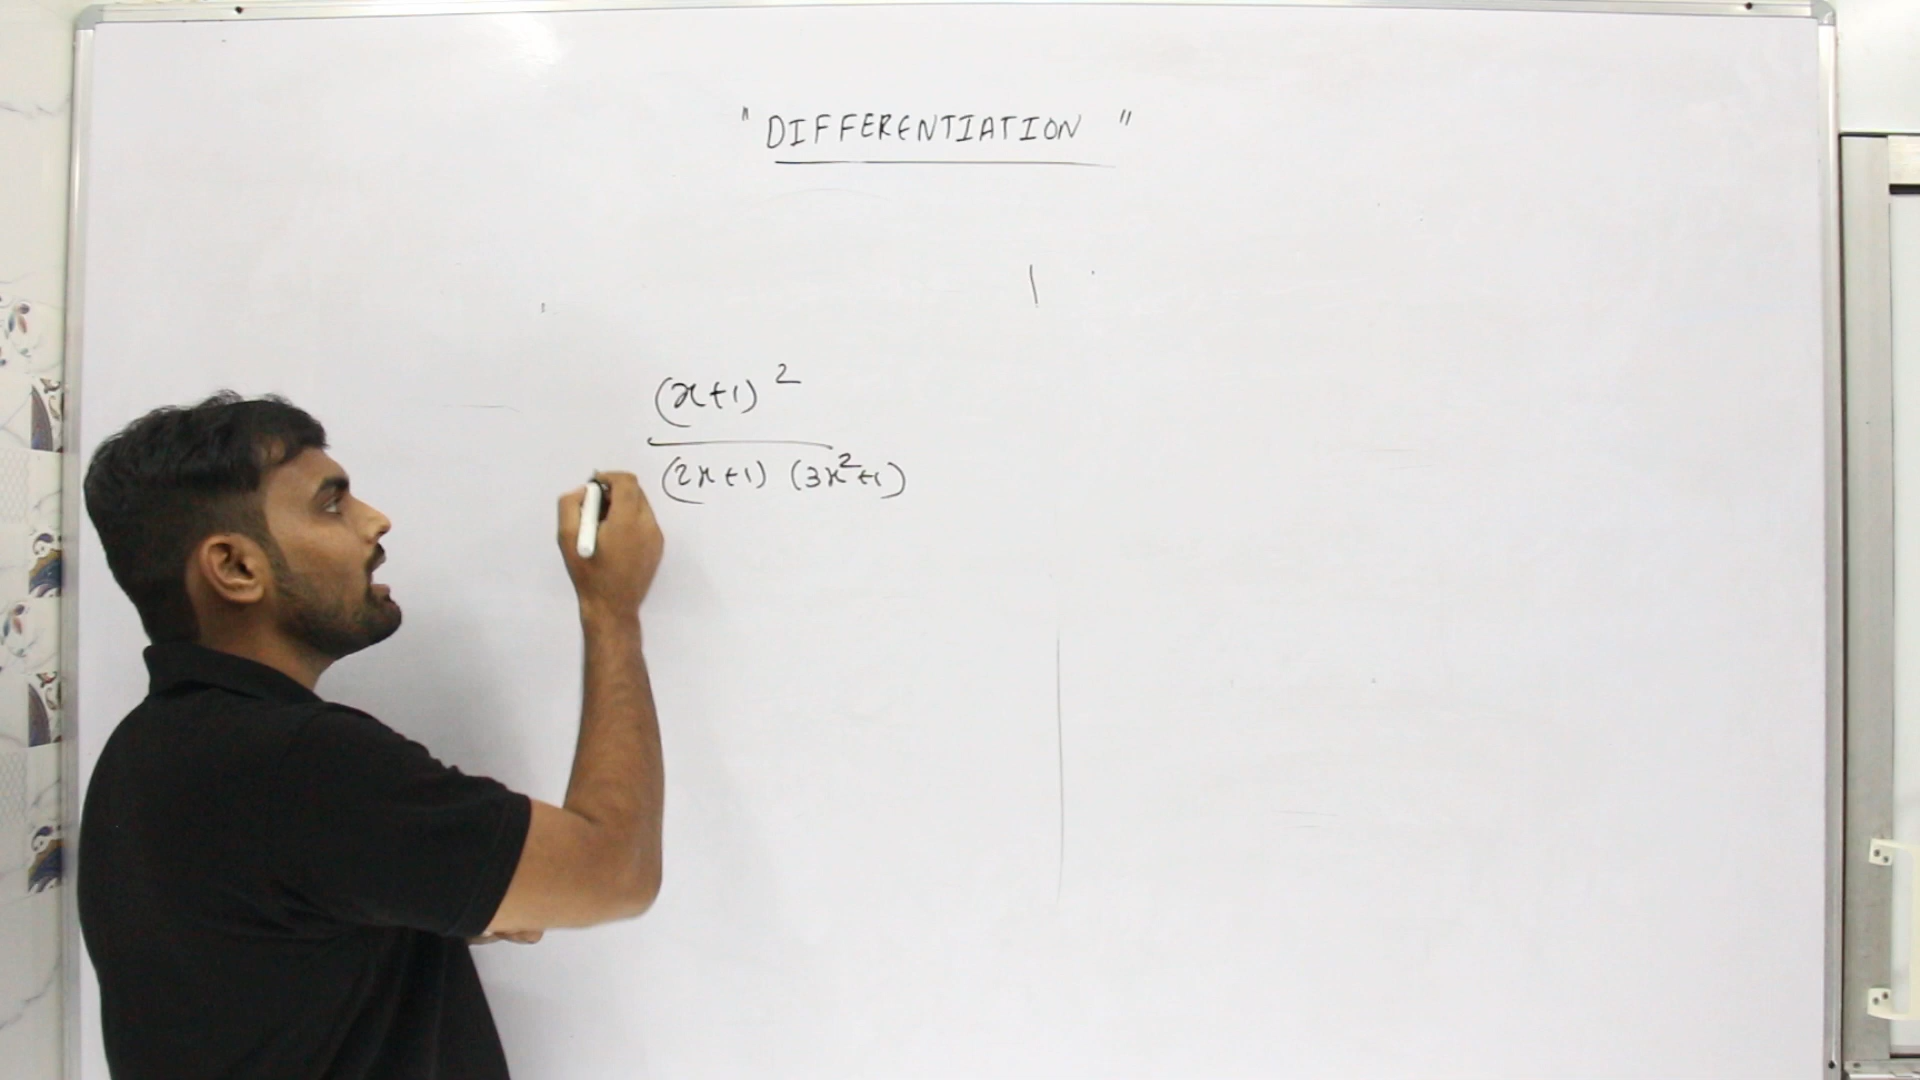 " DIFFERENTIATION "
(x+1)²
(2x+1) (3x²+1)